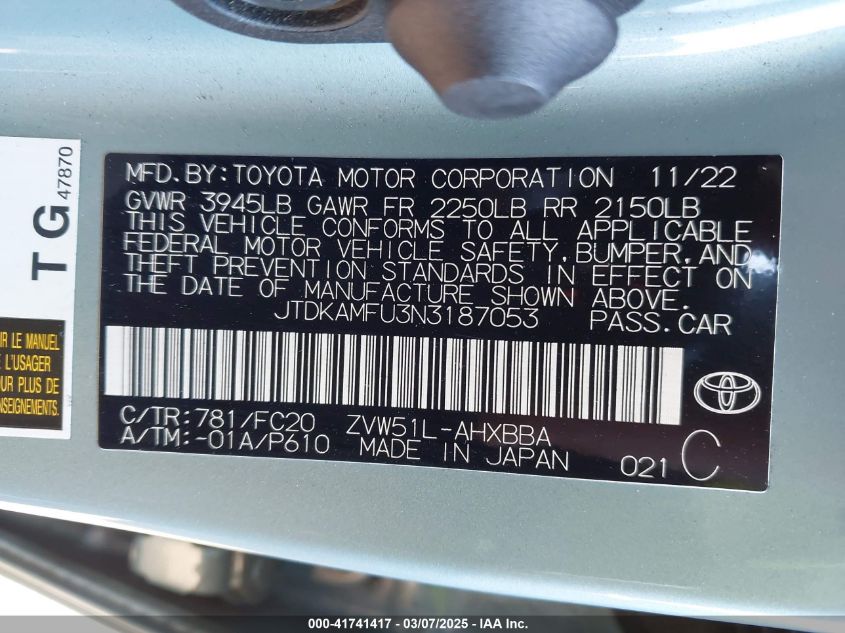 MFD.BY:TOYOTA MOTOR CORPORATION 11/22
GVWR 3945LB GAWR FR 2250LB RR 2150LB
THIS VEHICLE CONFORMS TO ALL APPLICABLE
FEDERAL MOTOR VEHICLE SAFETY,BUMPER,AND
THEFT PREVENTION STANDARDS IN EFFECT ON
THE DATE OF MANUFACTURE SHOWN ABOVE.
JTDKAMFU3N3187053 PASS.CAR
C/TR:781/FC20 ZVW51L-AHXBBA
A/TM:-01A/P610 MADE IN JAPAN
021 C
TG
47870
LE MANUEL
L'USAGER
OUR PLUS DE
NSEIGNEMENTS.
000-41741417 - 03/07/2025 - IAA Inc.